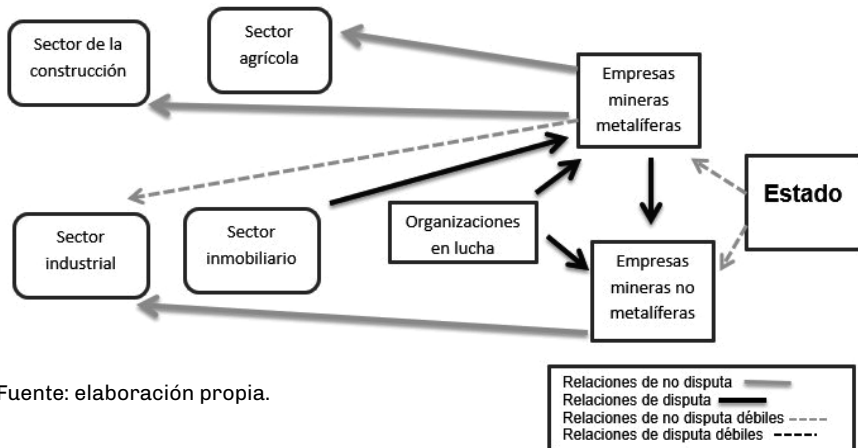 Sector de la
construcción
Sector
agrícola
Empresas
mineras
metalíferas
Estado
Sector
industrial
Sector
inmobiliario
Organizaciones
en lucha
Empresas
mineras no
metalíferas
Fuente: elaboración propia.
Relaciones de no disputa
Relaciones de disputa
Relaciones de no disputa débiles
Relaciones de disputa débiles